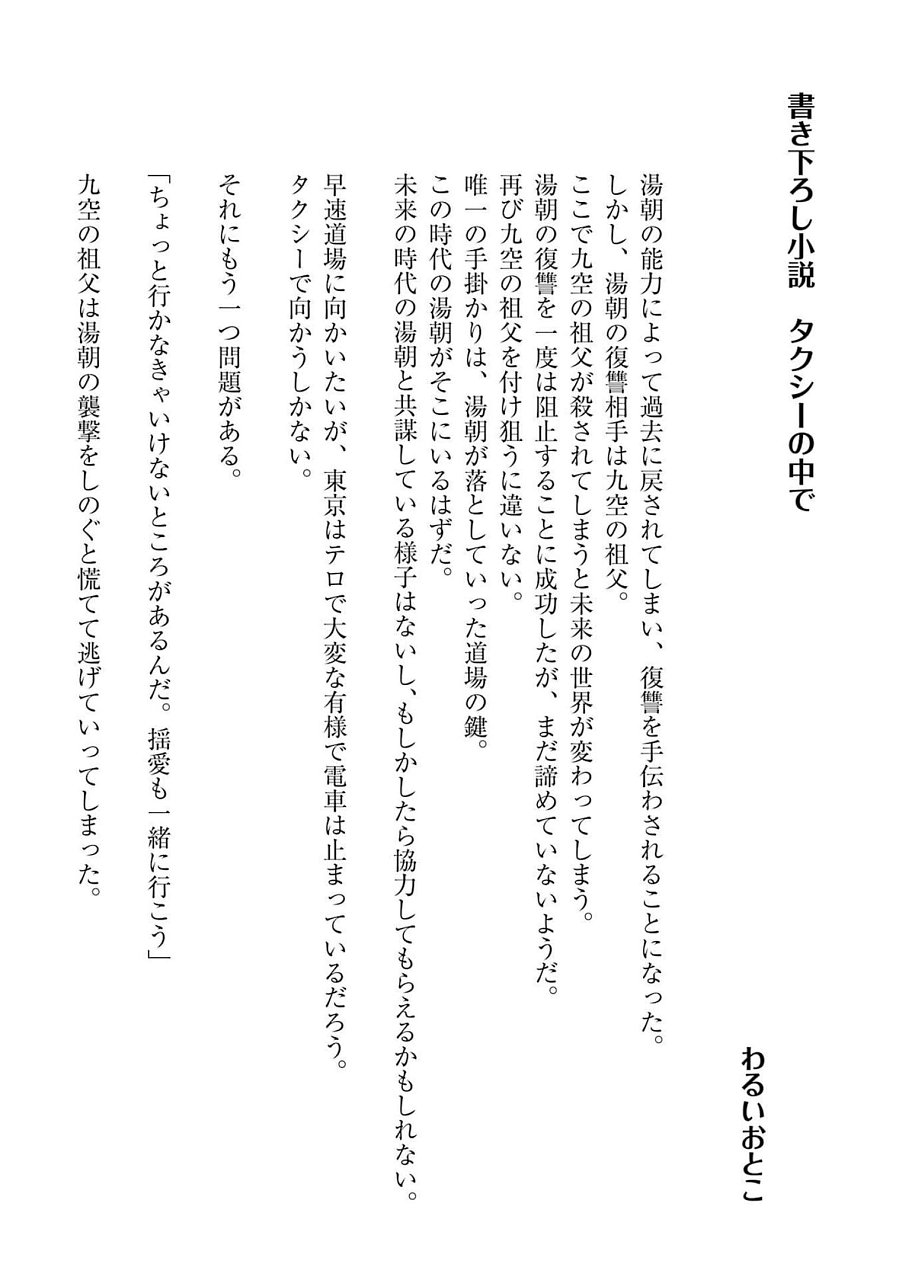 書き下ろし小説　タクシーの中で
わるいおとこ
湯朝の能力によって過去に戻されてしまい、復讐を手伝わされることになった。
しかし、湯朝の復讐相手は九空の祖父。
ここで九空の祖父が殺されてしまうと未来の世界が変わってしまう。
湯朝の復讐を一度は阻止することに成功したが、まだ諦めていないようだ。
再び九空の祖父を付け狙うに違いない。
唯一の手掛かりは、湯朝が落としていった道場の鍵。
この時代の湯朝がそこにいるはずだ。
未来の時代の湯朝と共謀している様子はないし、もしかしたら協力してもらえるかもしれない。
早速道場に向かいたいが、東京はテロで大変な有様で電車は止まっているだろう。
タクシーで向かうしかない。
それにもう一つ問題がある。
「ちょっと行かなきゃいけないところがあるんだ。揺愛も一緒に行こう」
九空の祖父は湯朝の襲撃をしのぐと慌てて逃げていってしまった。